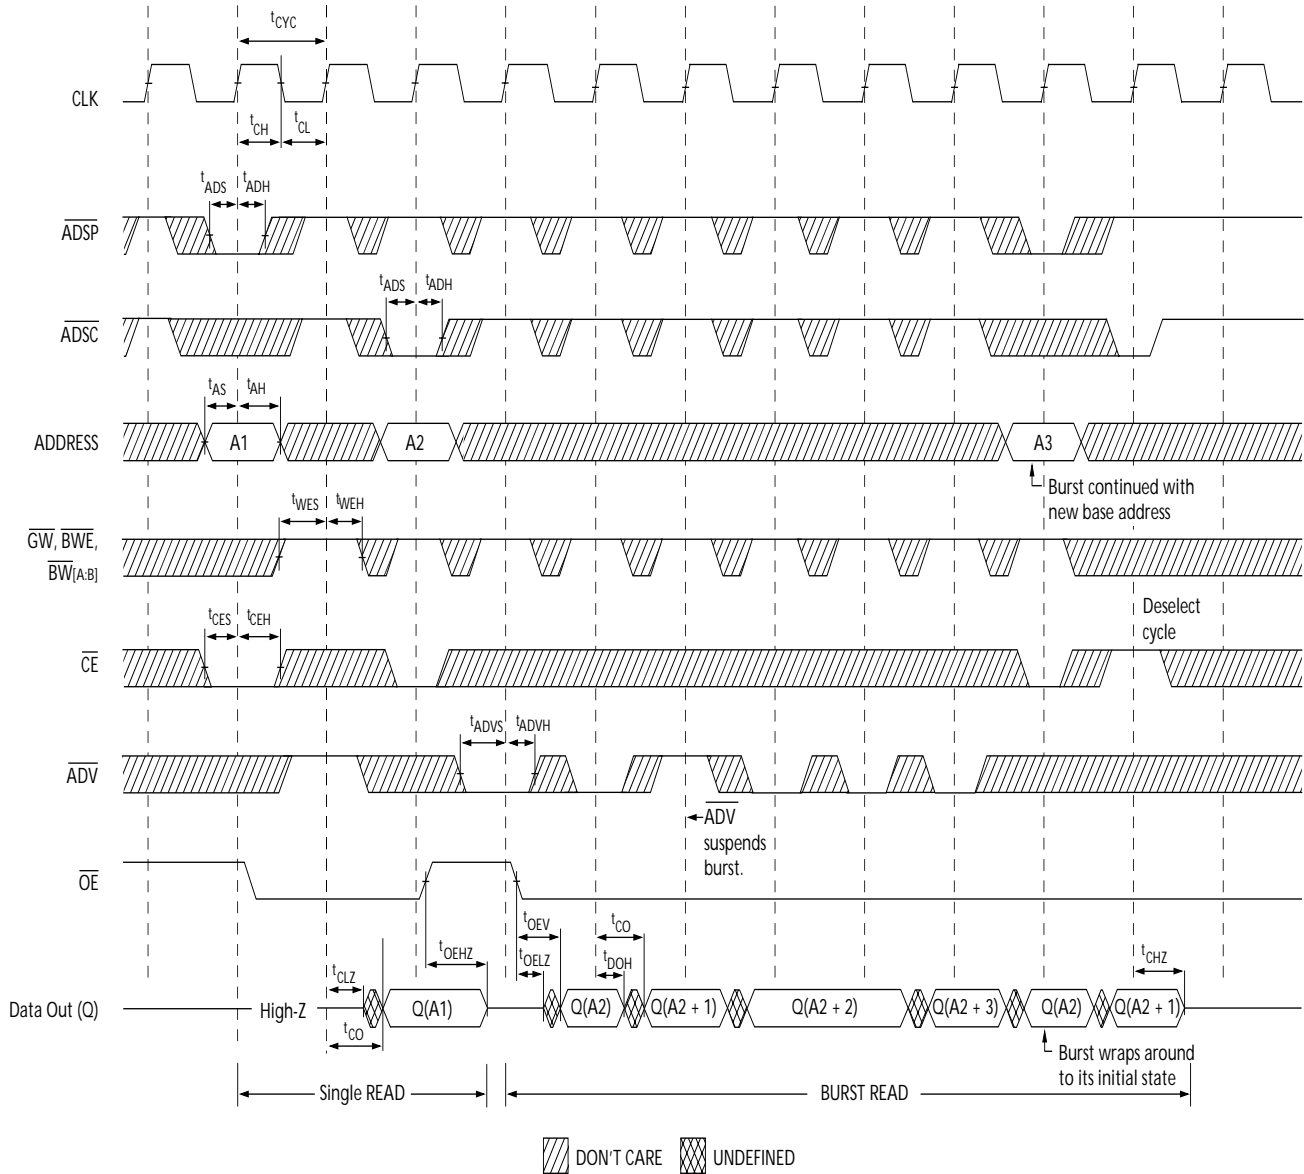 tCYC
CLK
tCH
tCL
tADS
tADH
ADSP
tADS
tADH
ADSC
tAS
tAH
ADDRESS
A1
A2
A3
Burst continued with
new base address
tWES
tWEH
GW, BWE,
BW[A:B]
tCES
tCEH
Deselect
cycle
CE
tADVS
tADVH
ADV
ADV
suspends
burst.
OE
tOEV
tCO
tOEHZ
tOELZ
tDOH
tCHZ
tCLZ
Data Out (Q)
High-Z
Q(A1)
Q(A2)
Q(A2 + 1)
Q(A2 + 2)
Q(A2 + 3)
Q(A2)
Q(A2 + 1)
tCO
Burst wraps around
to its initial state
Single READ
BURST READ
DON'T CARE
UNDEFINED